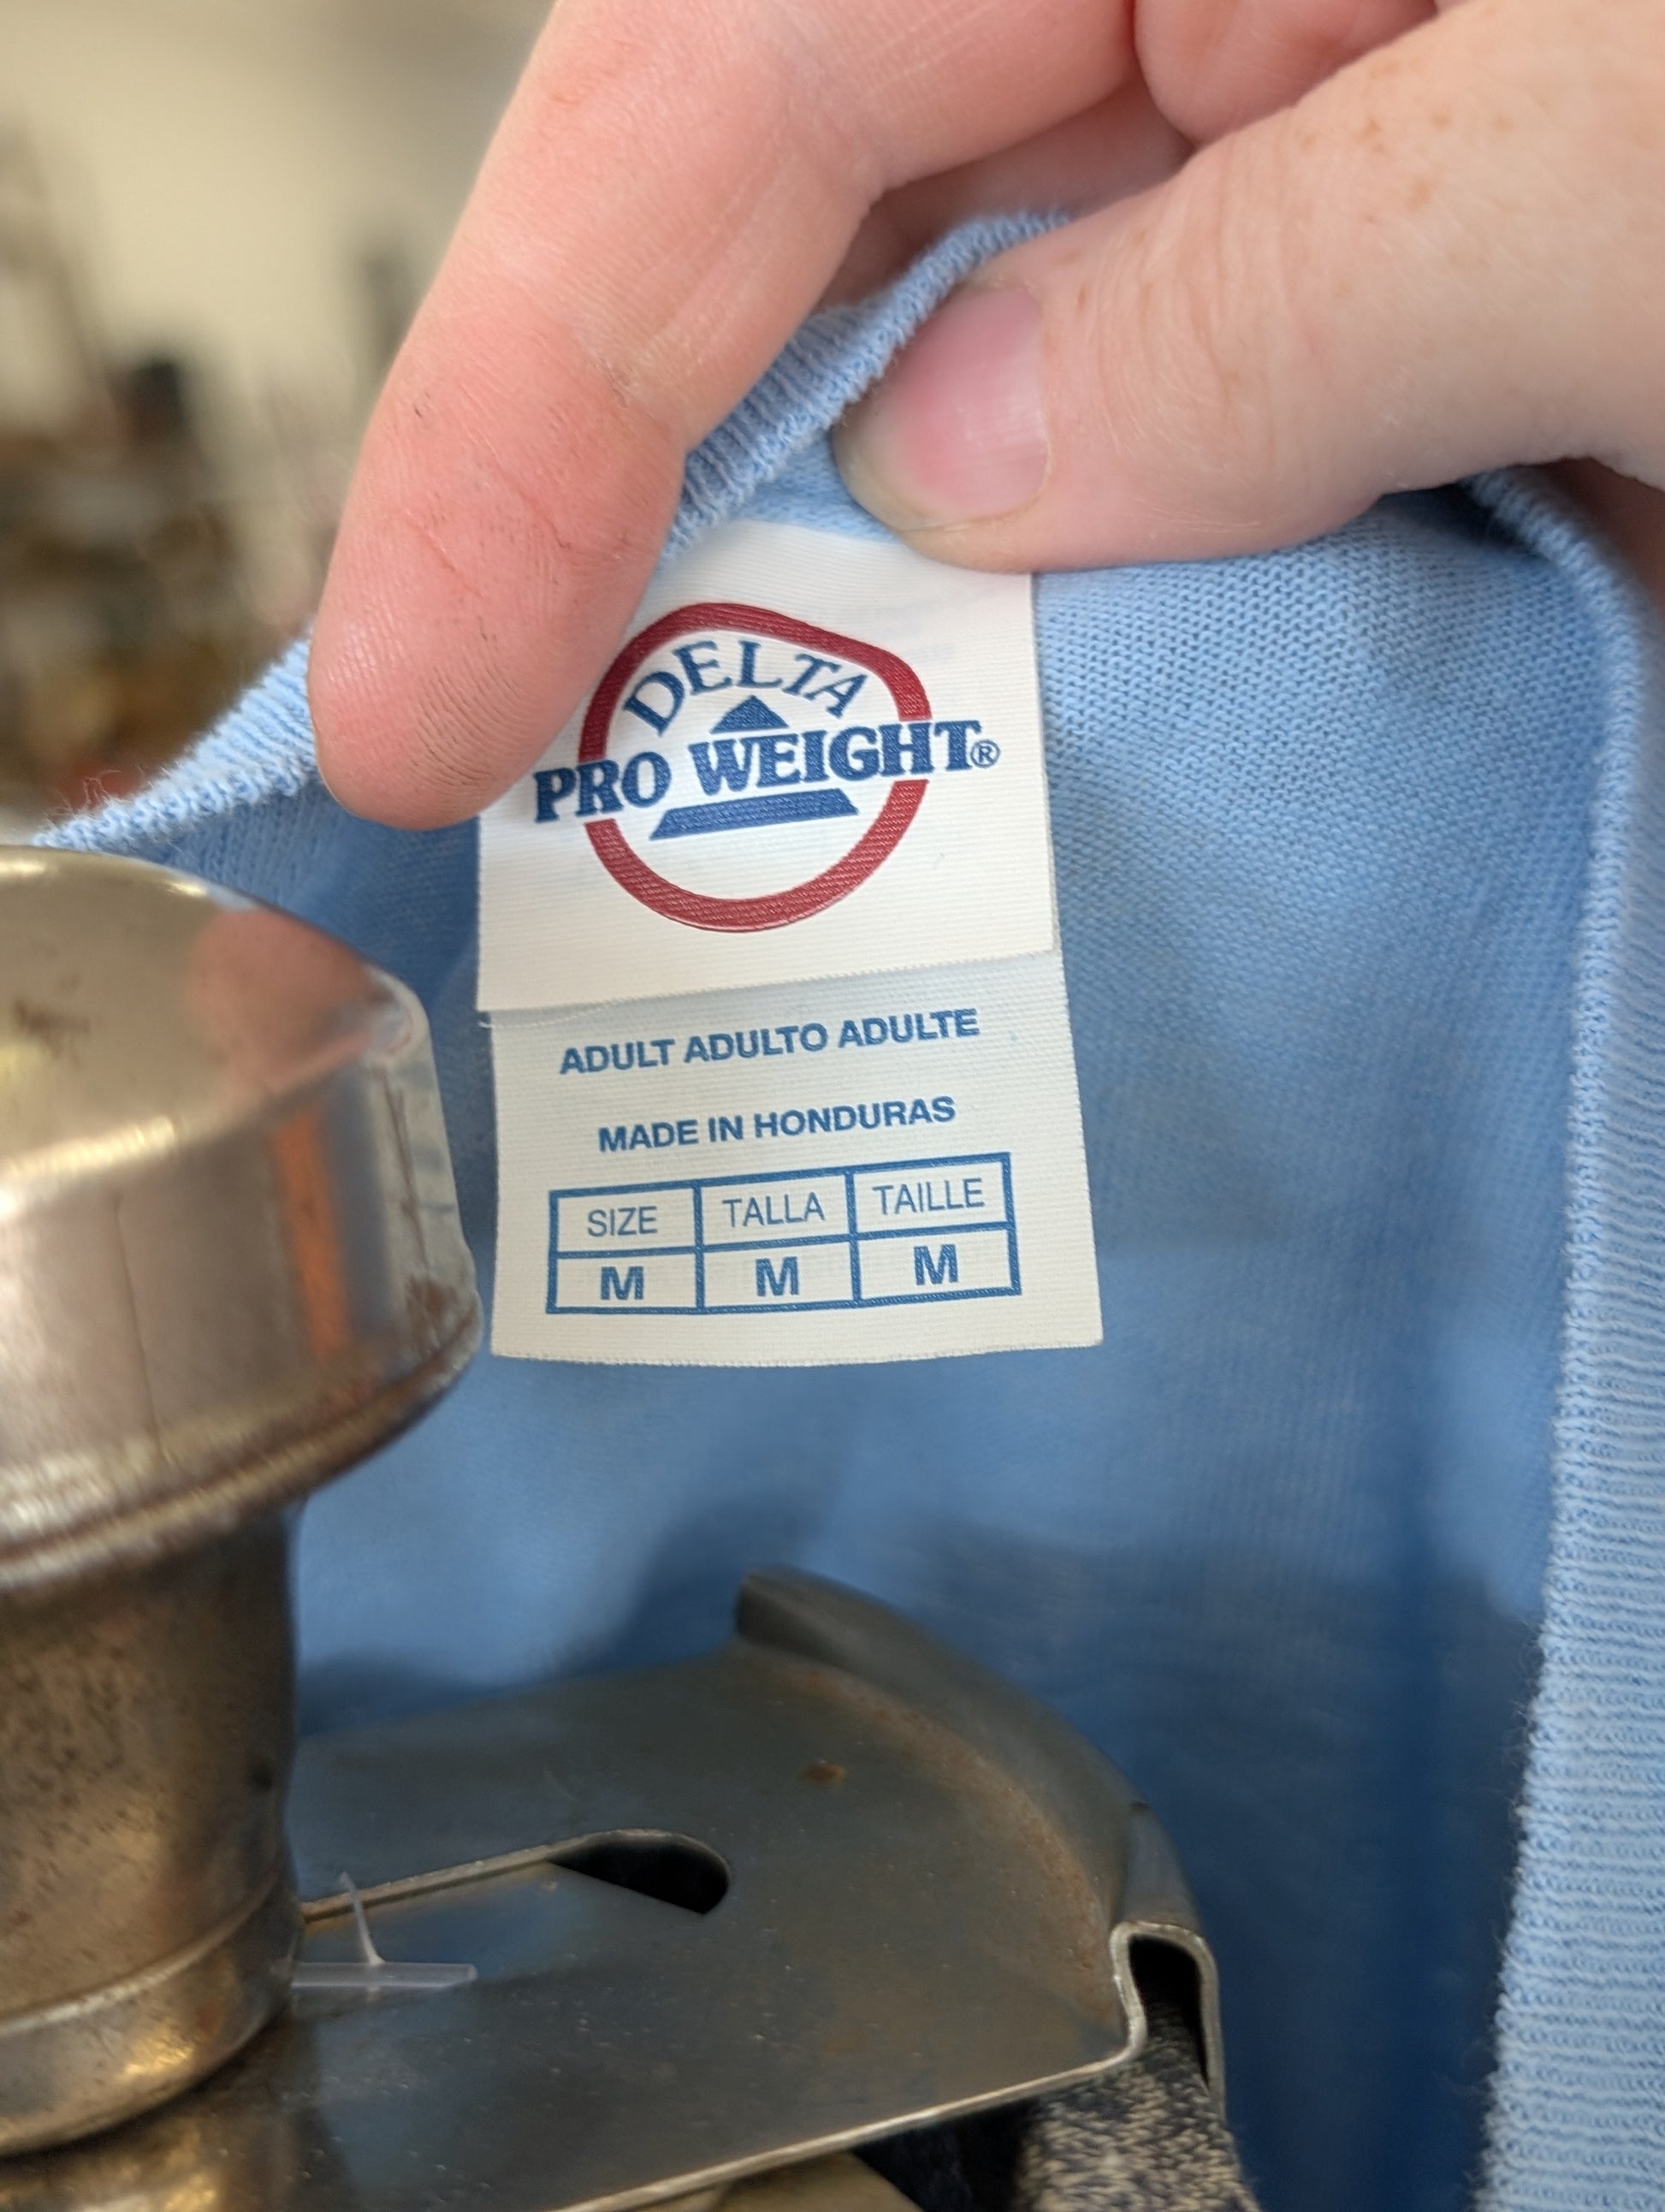 DELTA
PRO WEIGHT®
ADULT ADULTO ADULTE
MADE IN HONDURAS
SIZE TALLA TAILLE
M M M